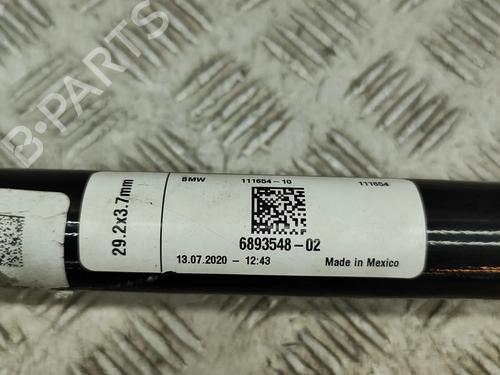 B-PARTS
29.2x3.7mm
BMW 111654-10 111654
6893548-02
13.07.2020 - 12:43 Made in Mexico